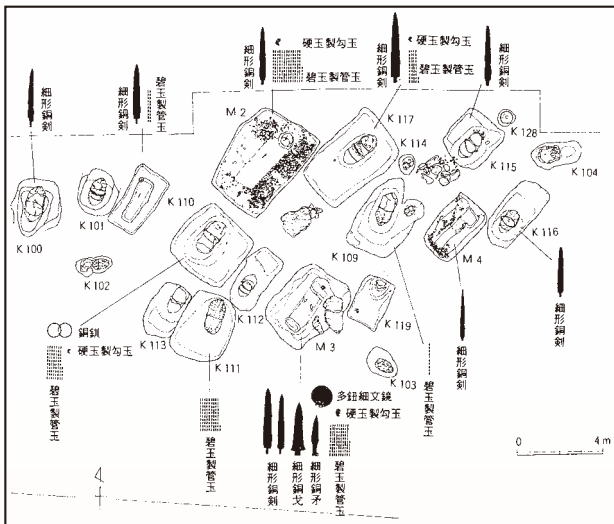 細形銅剣
細形銅剣
碧玉製管玉
細形銅剣
硬玉製勾玉
碧玉製管玉
細形銅剣
硬玉製勾玉
碧玉製管玉
細形銅剣
M 2
K 117
K 114
K 115
K 128
K 104
K 100
K 101
K 110
K 102
K 109
M 4
K 116
K 112
K 113
K 111
M 3
K 119
K 103
銅釧
硬玉製勾玉
碧玉製管玉
碧玉製管玉
多鈕細文鏡
硬玉製勾玉
細形銅剣
細形銅戈
細形銅矛
碧玉製管玉
碧玉製管玉
細形銅剣
細形銅剣
0 4 m